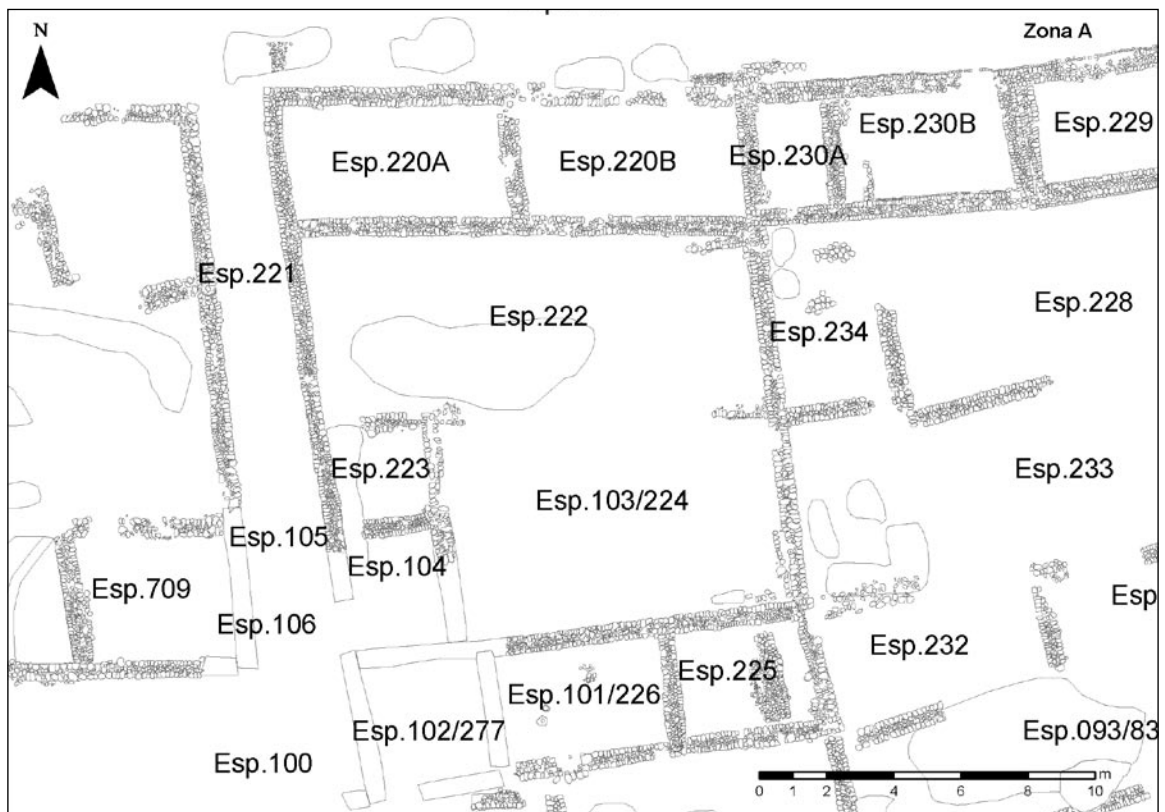 N
Zona A
Esp.220A
Esp.220B
Esp.230A
Esp.230B
Esp.229
Esp.221
Esp.222
Esp.234
Esp.228
Esp.223
Esp.103/224
Esp.233
Esp.105
Esp.104
Esp.709
Esp.106
Esp
Esp.232
Esp.101/226
Esp.225
Esp.102/277
Esp.100
Esp.093/83
m
0 1 2 4 6 8 10